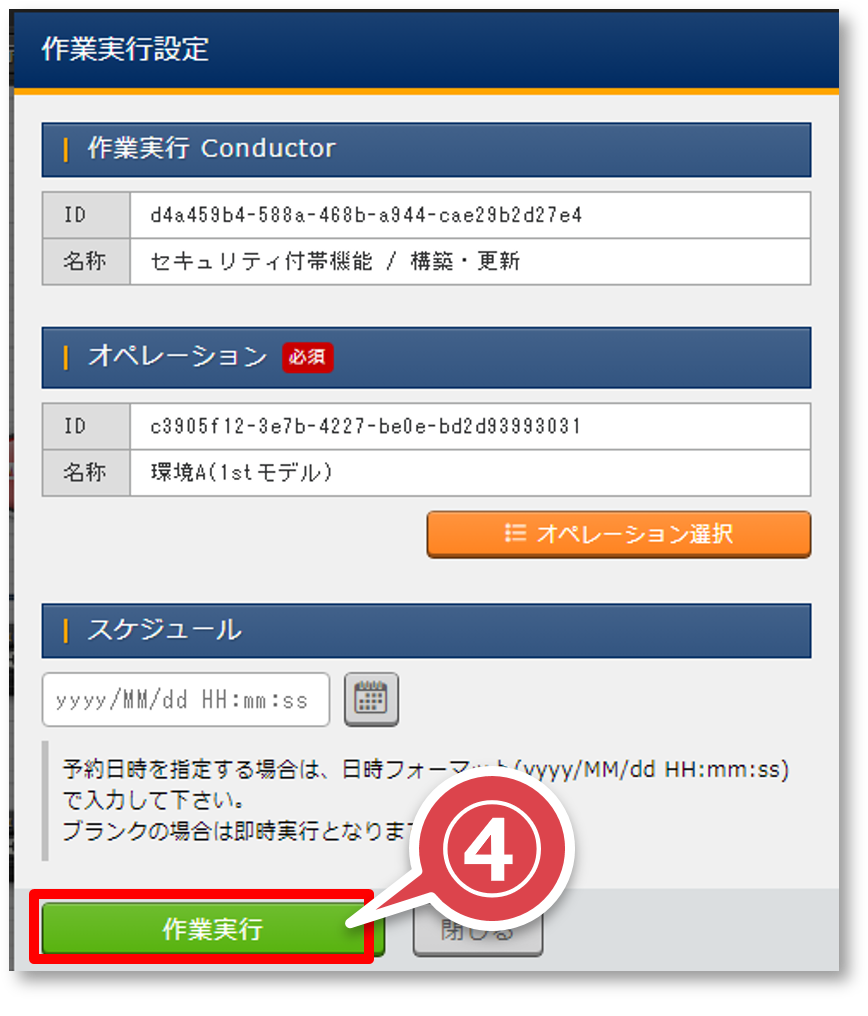 作業実行設定
作業実行 Conductor
ID d4a459b4-588a-468b-a944-cae29b2d27e4
名称 セキュリティ付帯機能 / 構築・更新
オペレーション 必須
ID c3905f12-3e7b-4227-be0e-bd2d93993031
名称 環境A(1stモデル)
オペレーション選択
スケジュール
yyyy/MM/dd HH:mm:ss
予約日時を指定する場合は、日時フォーマット(yyyy/MM/dd HH:mm:ss)
で入力して下さい。
ブランクの場合は即時実行となります
④
作業実行
閉じる